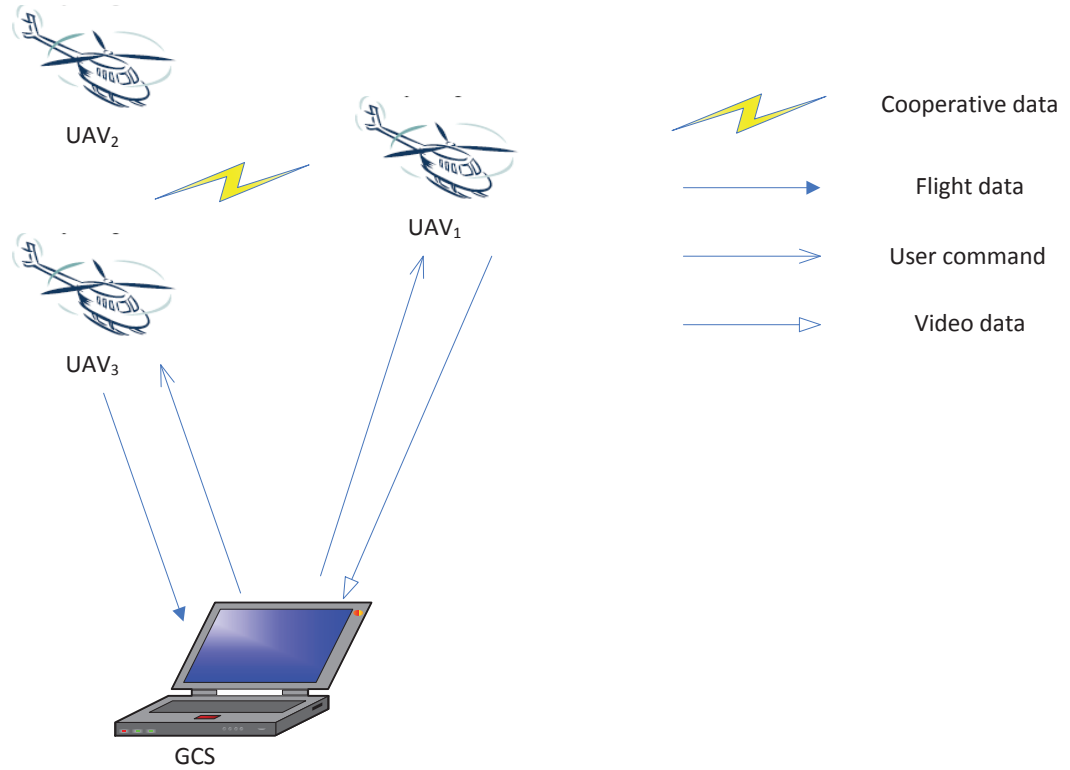 UAV₂
UAV₁
UAV₃
GCS
Cooperative data
Flight data
User command
Video data